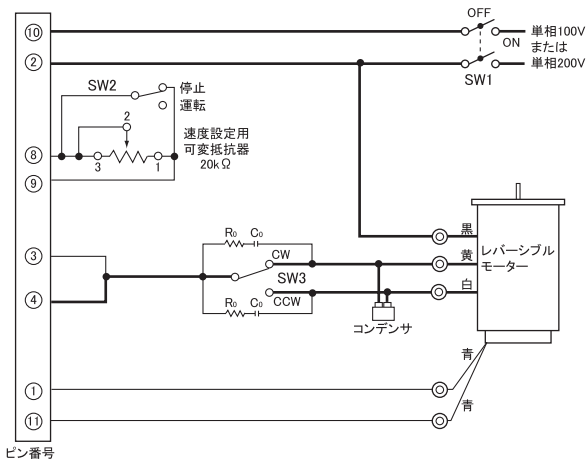 OFF
⑩
ON
単相100V
または
単相200V
②
SW1
SW2
停止
運転
2
速度設定用
可変抵抗器
20kΩ
⑧
3
1
⑨
黒
R₀ C₀
CW
黄
レバーシブル
モーター
③
SW3
④
CCW
白
R₀ C₀
コンデンサ
青
①
青
⑪
ピン番号